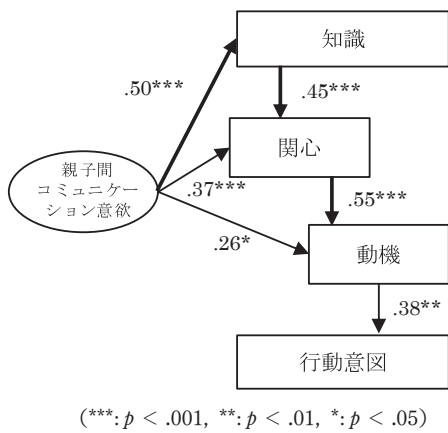 知識
.50***
.45***
関心
親子間
コミュニケー
ション意欲
.37***
.55***
.26*
動機
.38**
行動意図
(***: p < .001, **: p < .01, *: p < .05)